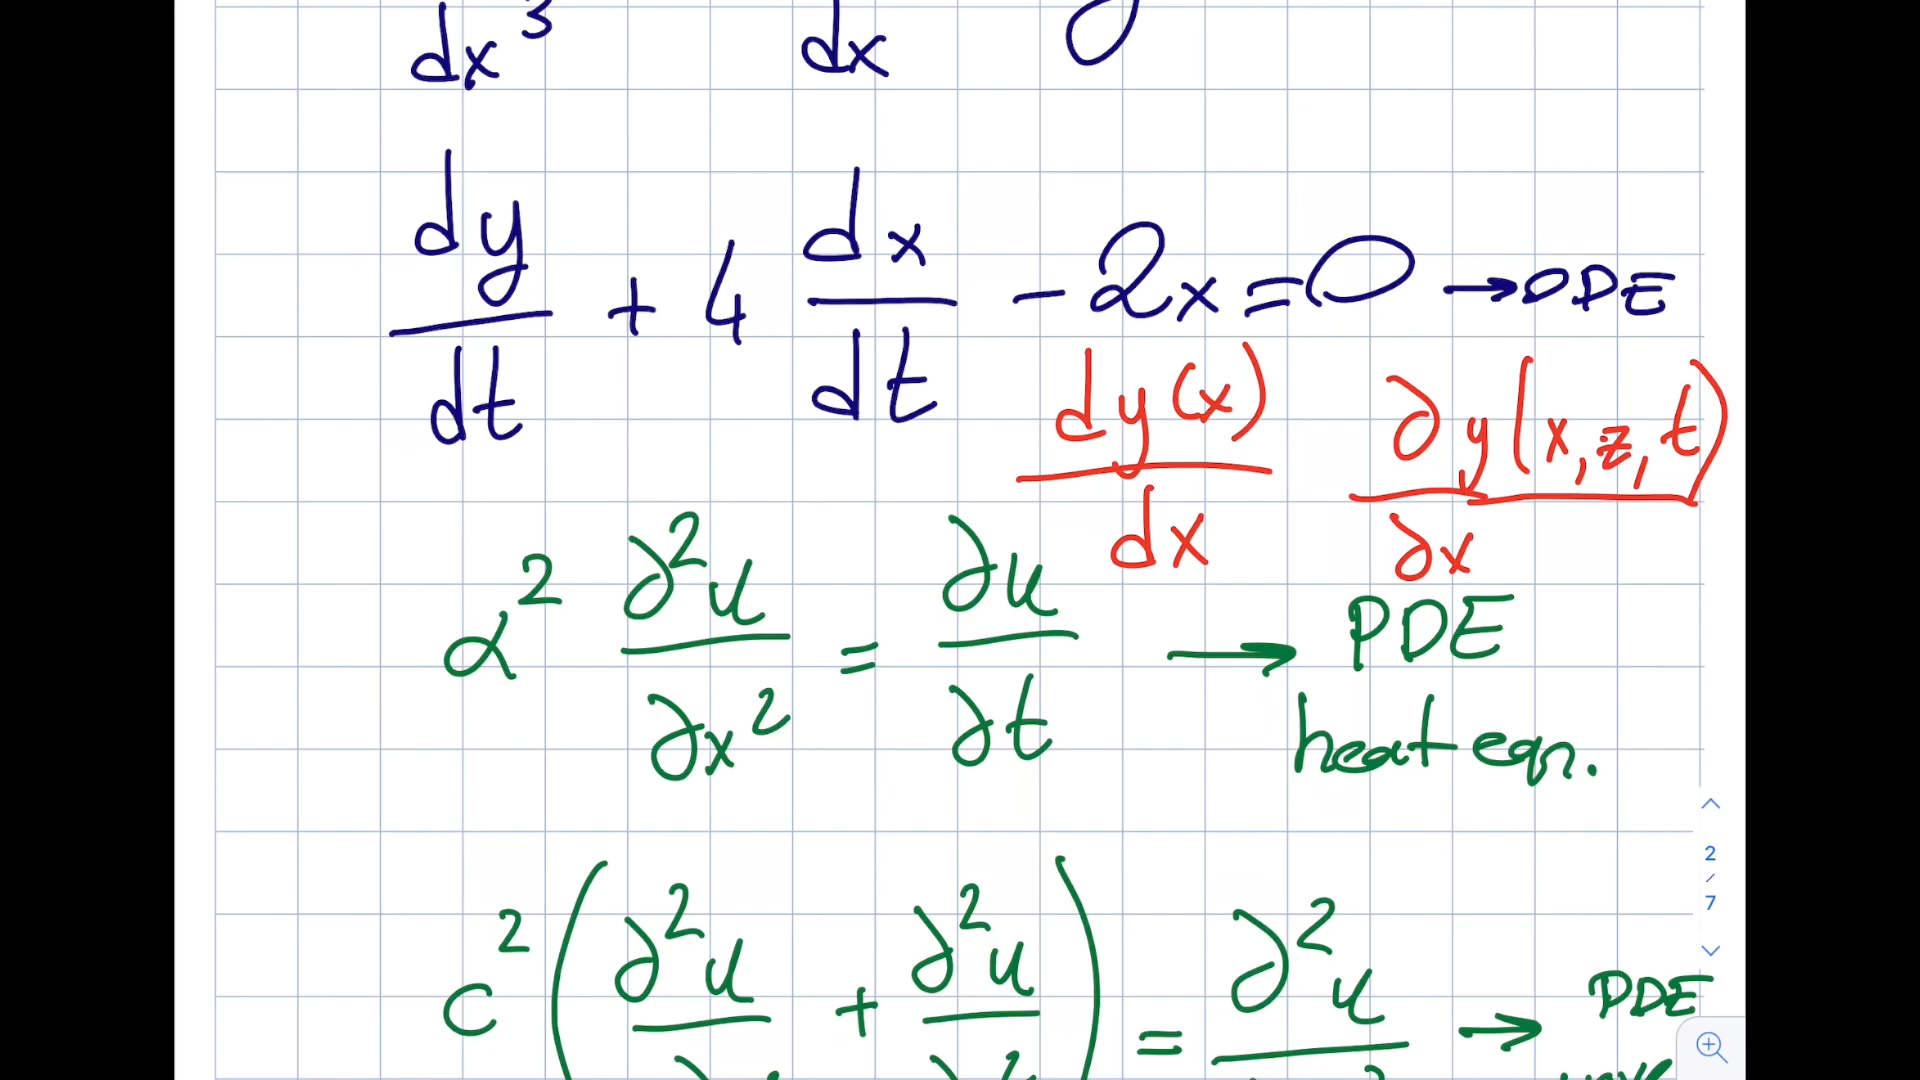 dx³ dx y
dy/dt + 4 dx/dt - 2x = 0 → ODE
dy(x)/dx ∂y(x, z, t)/∂x
α² ∂²u/∂x² = ∂u/∂t → PDE
heat eqn.
c² (∂²u + ∂²u) = ∂²u → PDE
2
/
7